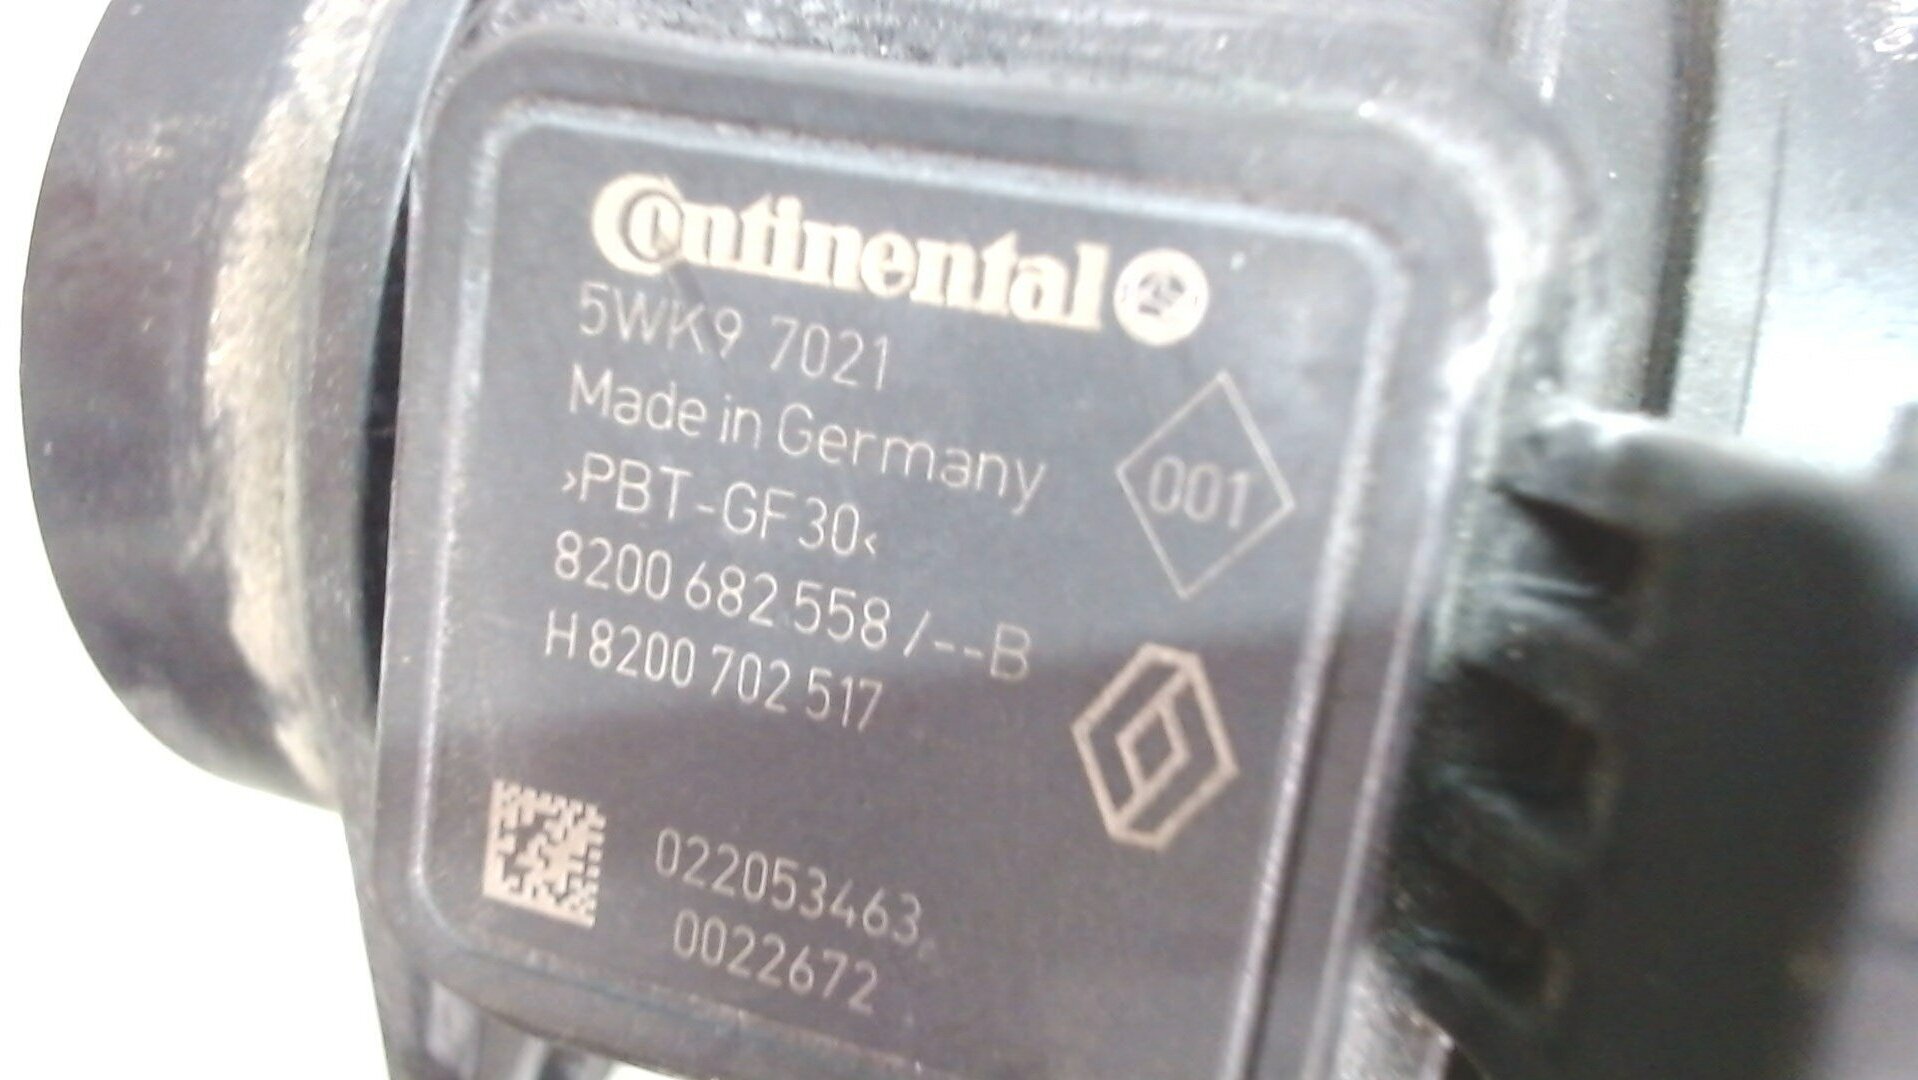 Continental
5WK9 7021
Made in Germany
›PBT-GF30‹
001
8200 682 558 /--B
H 8200 702 517
022053463
0022672